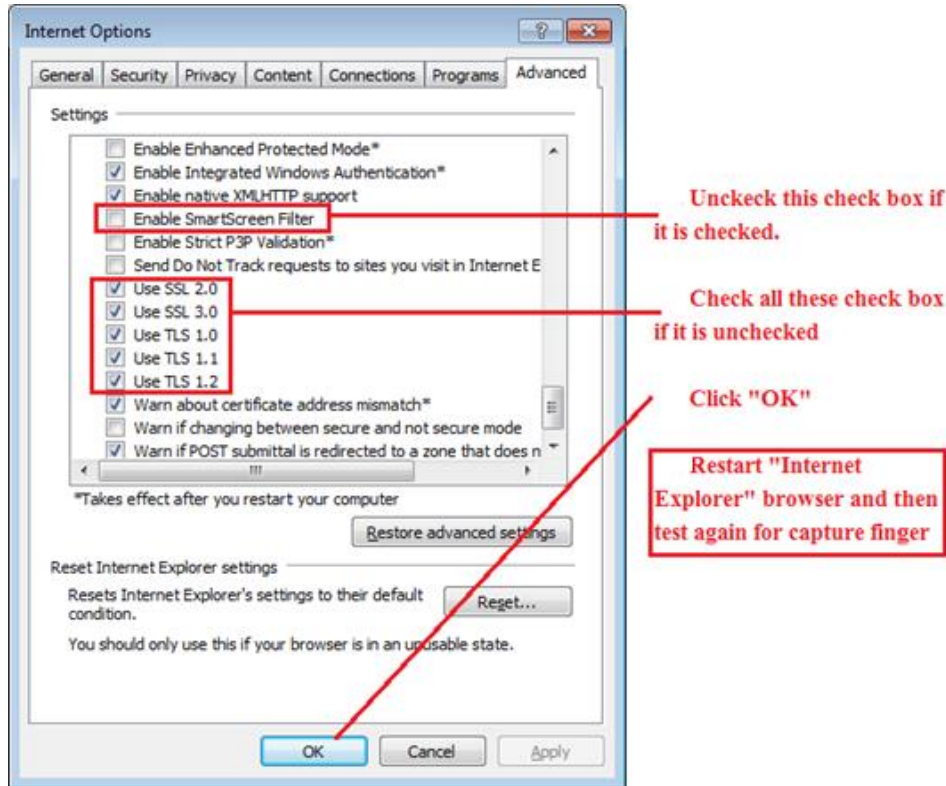 Internet Options
General Security Privacy Content Connections Programs Advanced
Settings
Enable Enhanced Protected Mode*
Enable Integrated Windows Authentication*
Enable native XMLHTTP support
Enable SmartScreen Filter
Enable Strict P3P Validation*
Send Do Not Track requests to sites you visit in Internet E
Use SSL 2.0
Use SSL 3.0
Use TLS 1.0
Use TLS 1.1
Use TLS 1.2
Warn about certificate address mismatch*
Warn if changing between secure and not secure mode
Warn if POST submittal is redirected to a zone that does n
*Takes effect after you restart your computer
Restore advanced settings
Reset Internet Explorer settings
Resets Internet Explorer's settings to their default
condition.
Reset...
You should only use this if your browser is in an unusable state.
OK Cancel Apply
Unckeck this check box if
it is checked.
Check all these check box
if it is unchecked
Click "OK"
Restart "Internet
Explorer" browser and then
test again for capture finger